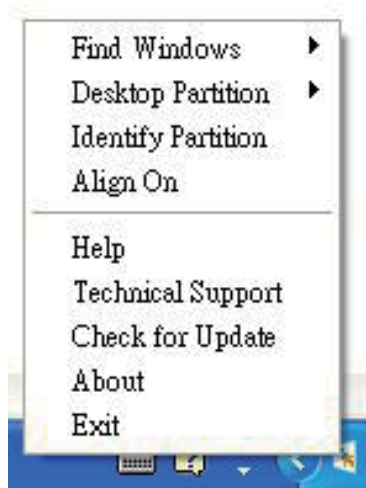 Find Windows
Desktop Partition
Identify Partition
Align On
Help
Technical Support
Check for Update
About
Exit